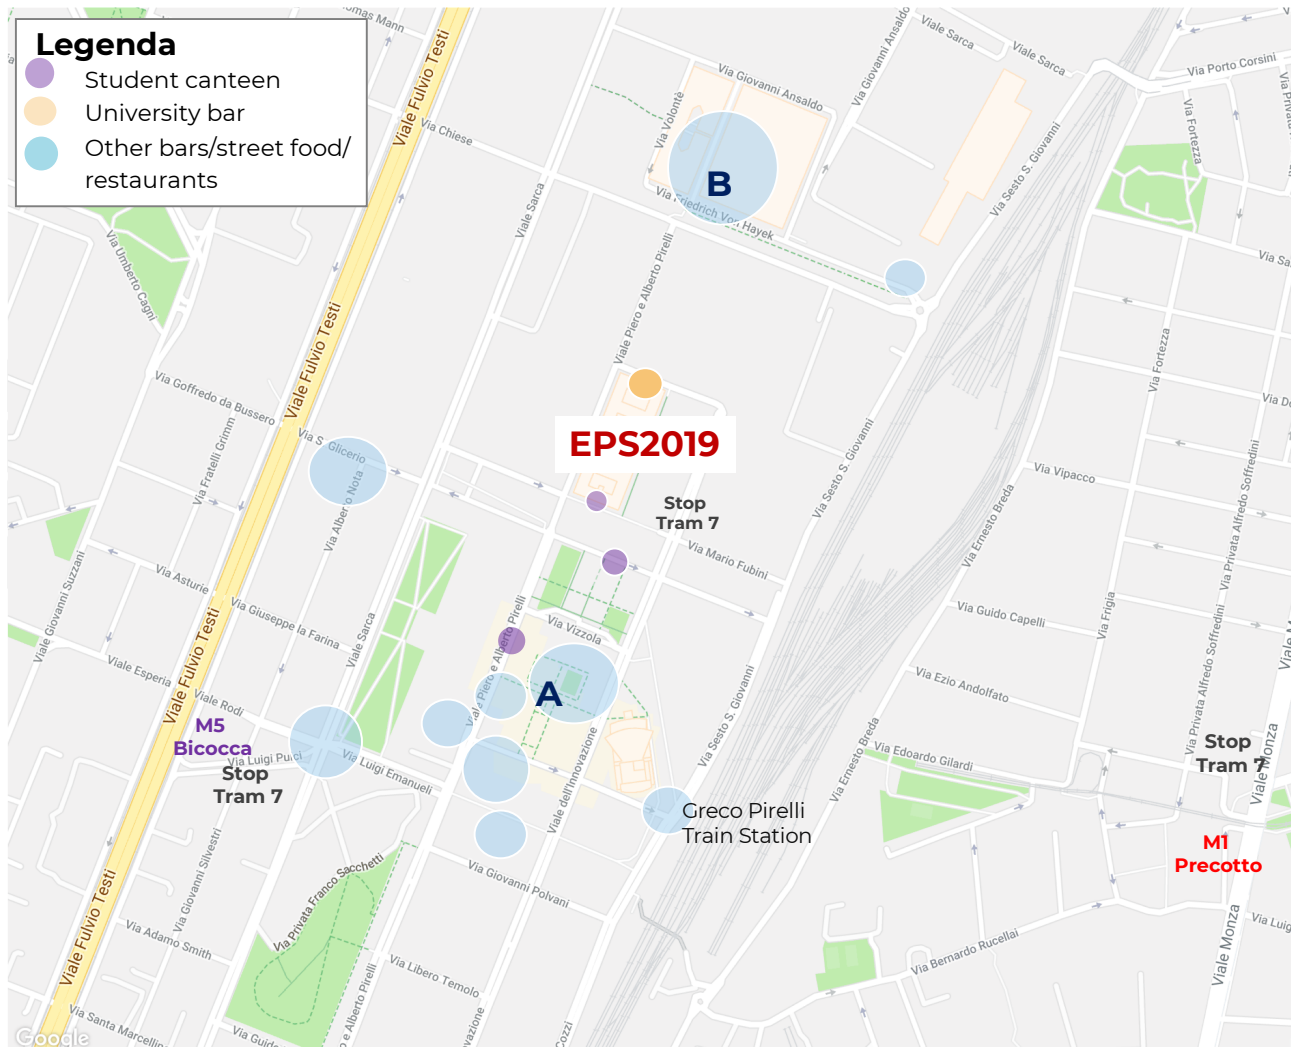 Legenda
Student canteen
University bar
Other bars/street food/
restaurants
Viale Fulvio Testi
Via Chiese
Viale Sarca
Via Umberto Cagni
Via Giovanni Ansaldo
Via Volontè
B
Via Friedrich Von Hayek
Via Giovanni Ansaldo
Viale Sarca
Viale Sarca
Via Porto Corsini
Via Fortezza
Via Sesto S. Giovanni
Viale Piero e Alberto Pirelli
Viale Fulvio Testi
Via Goffredo da Bussero
Via Fratelli Grimm
Via S. Glicerio
EPS2019
Stop
Tram 7
Via Mario Fubini
Via Sesto S. Giovanni
Via Vipacco
Via Ernesto Breda
Via Fortezza
Via Privata Alfredo Soffredini
Via Giovanni Suzzani
Via Asturie
Via Giuseppe la Farina
Viale Sarca
Viale Fulvio Testi
Viale Esperia
Viale Rodi
M5
Bicocca
Via Luigi Pulci
Stop
Tram 7
Via Luigi Emanueli
Viale Piero e Alberto Pirelli
Via Vizzola
A
Viale dell'Innovazione
Via Sesto S. Giovanni
Greco Pirelli
Train Station
Via Guido Capelli
Via Frigia
Via Privata Alfredo Soffredini
Via Ezio Andolfato
Via Ernesto Breda
Via Edoardo Gilardi
Stop
Tram 7
Viale Monza
M1
Precotto
Via Giovanni Silvestri
Via Privata Franco Sacchetti
Via Giovanni Polvani
Via Adamo Smith
Via Libero Temolo
Viale Fulvio Testi
Via Bernardo Rucellai
Viale Monza
Google